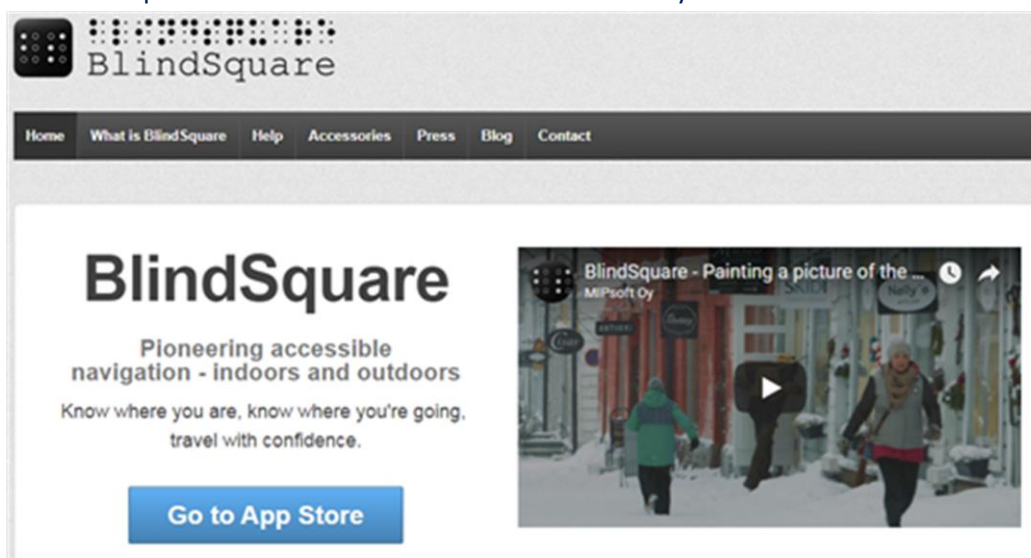 BlindSquare
Home What is BlindSquare Help Accessories Press Blog Contact
BlindSquare
Pioneering accessible
navigation - indoors and outdoors
Know where you are, know where you're going,
travel with confidence.
Go to App Store
BlindSquare - Painting a picture of the ...
MIPsoft Oy
SKIDI
Nelly's